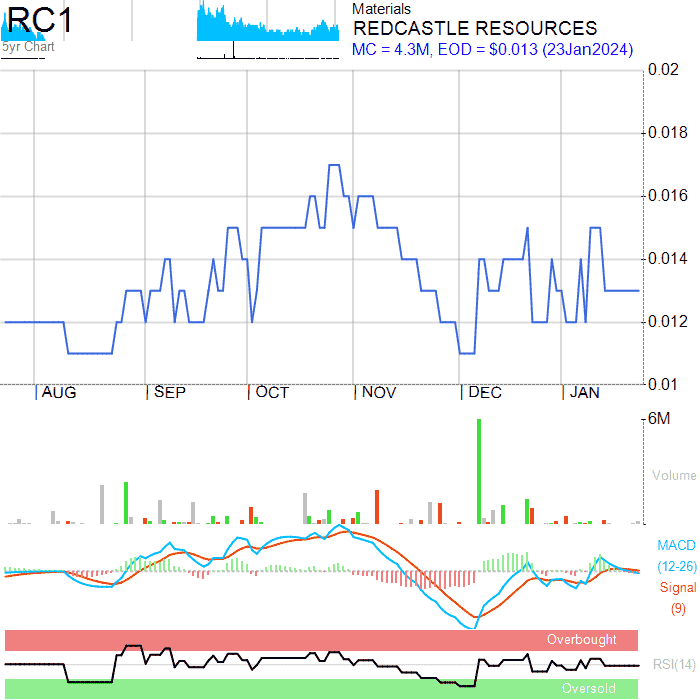 RC1
5yr Chart
Materials
REDCASTLE RESOURCES
MC = 4.3M, EOD = $0.013 (23Jan2024)
0.02
0.018
0.016
0.014
0.012
0.01
AUG SEP OCT NOV DEC JAN
6M
Volume
MACD
(12-26)
Signal
(9)
Overbought
RSI(14)
Oversold